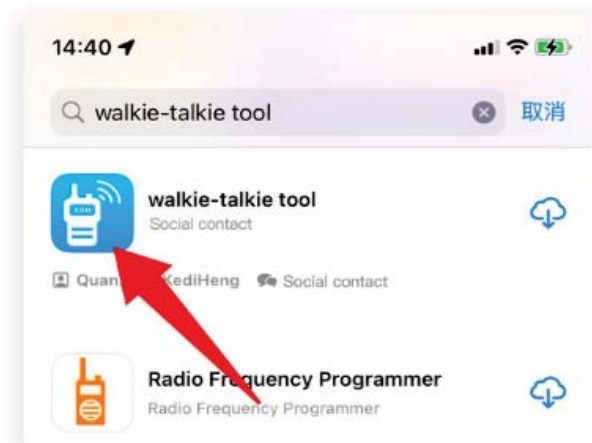 14:40
walkie-talkie tool 取消
walkie-talkie tool
Social contact
KediHeng Social contact
Radio Frequency Programmer
Radio Frequency Programmer